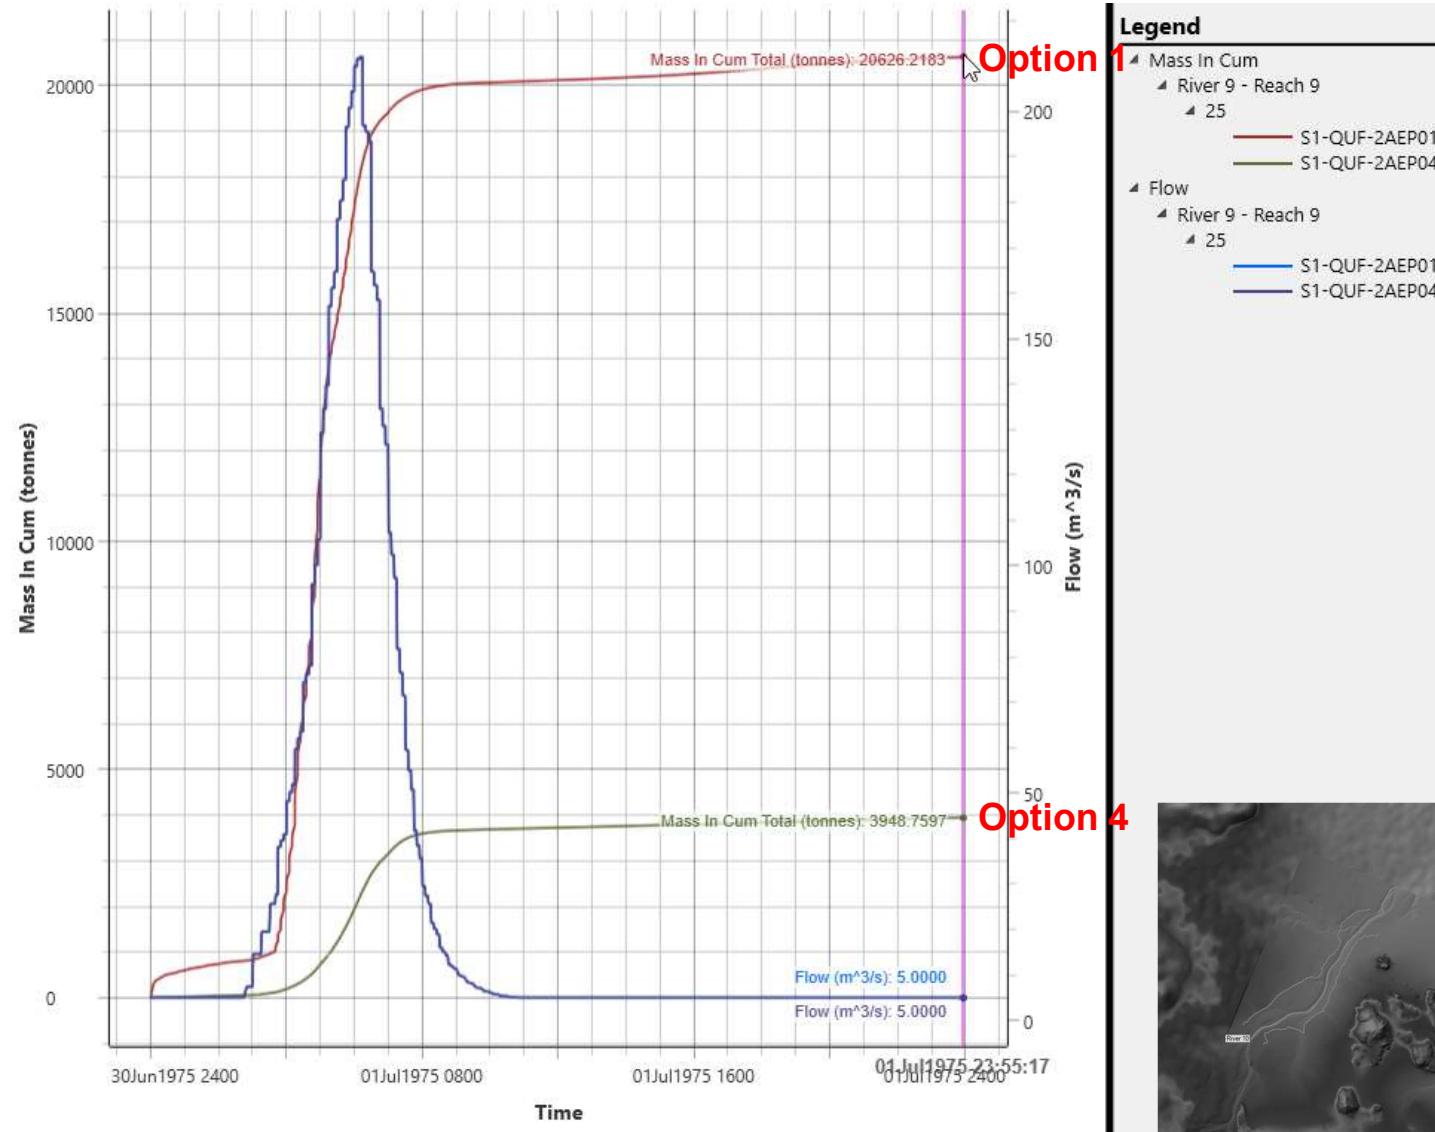 Mass In Cum (tonnes)
20000
15000
10000
5000
0
Mass In Cum Total (tonnes): 20626.2183
Option 1
Mass In Cum Total (tonnes): 3948.7597
Option 4
Flow (m^3/s): 5.0000
Flow (m^3/s): 5.0000
200
150
100
50
0
Flow (m^3/s)
01Jul1975 23:55:17
30Jun1975 2400
01Jul1975 0800
01Jul1975 1600
01Jul1975 2400
Time
Legend
Mass In Cum
River 9 - Reach 9
25
S1-QUF-2AEP01
S1-QUF-2AEP04
Flow
River 9 - Reach 9
25
S1-QUF-2AEP01
S1-QUF-2AEP04